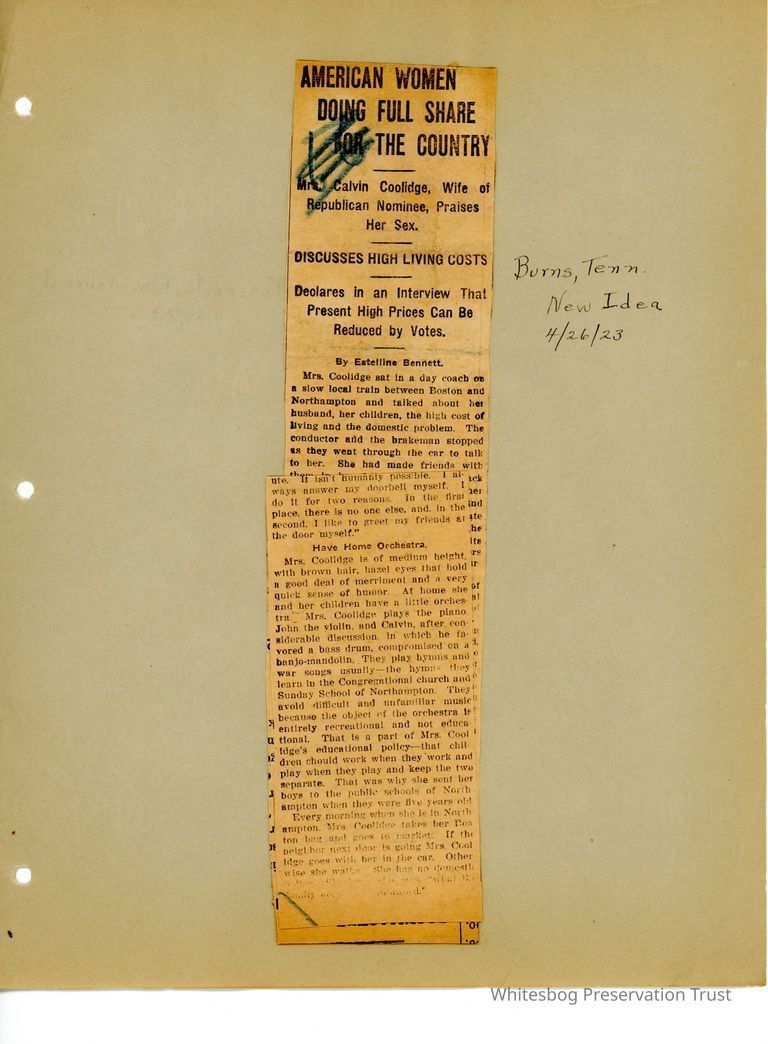 AMERICAN WOMEN
DOING FULL SHARE
FOR THE COUNTRY
Mrs. Calvin Coolidge, Wife of
Republican Nominee, Praises
Her Sex.
DISCUSSES HIGH LIVING COSTS
Declares in an Interview That
Present High Prices Can Be
Reduced by Votes.
By Estelline Bennett.
Mrs. Coolidge sat in a day coach on
a slow local train between Boston and
Northampton and talked about her
husband, her children, the high cost of
living and the domestic problem. The
conductor and the brakeman stopped
as they went through the car to talk
to her. She had made friends with
ute. It isn't humanly possible. I al-
ways answer my doorbell myself. I
do it for two reasons. In the first
place, there is no one else, and, in the
second, I like to greet my friends at
the door myself."
Have Home Orchestra.
Mrs. Coolidge is of medium height,
with brown hair, hazel eyes that hold
a good deal of merriment and a very
quick sense of humor. At home she
and her children have a little orches-
tra. Mrs. Coolidge plays the piano,
John the violin, and Calvin, after con-
siderable discussion, in which he fa-
vored a bass drum, compromised on a
banjo-mandolin. They play hymns and
war songs usually—the hymns they
learn in the Congregational church and
Sunday School of Northampton. They
avoid difficult and unfamiliar music
because the object of the orchestra is
entirely recreational and not educa
tional. That is a part of Mrs. Cool
idge's educational policy—that chil-
dren should work when they work and
play when they play and keep the two
separate. That was why she sent her
boys to the public schools of North
ampton when they were five years old
Every morning when she is in North
ampton, Mrs. Coolidge takes her Bos
ton bag and goes to market. If the
neighbor next door is going Mrs. Cool
idge goes with her in the car. Other
wise she walks. She has no domestic
Burns, Tenn.
New Idea
4/26/23
Whitesbog Preservation Trust